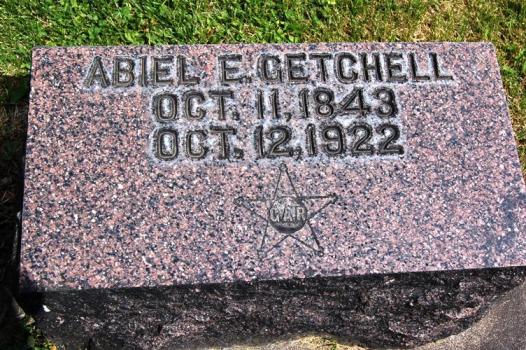 ABIEL E. GETCHELL
OCT. 11, 1843
OCT. 12, 1922
GAR